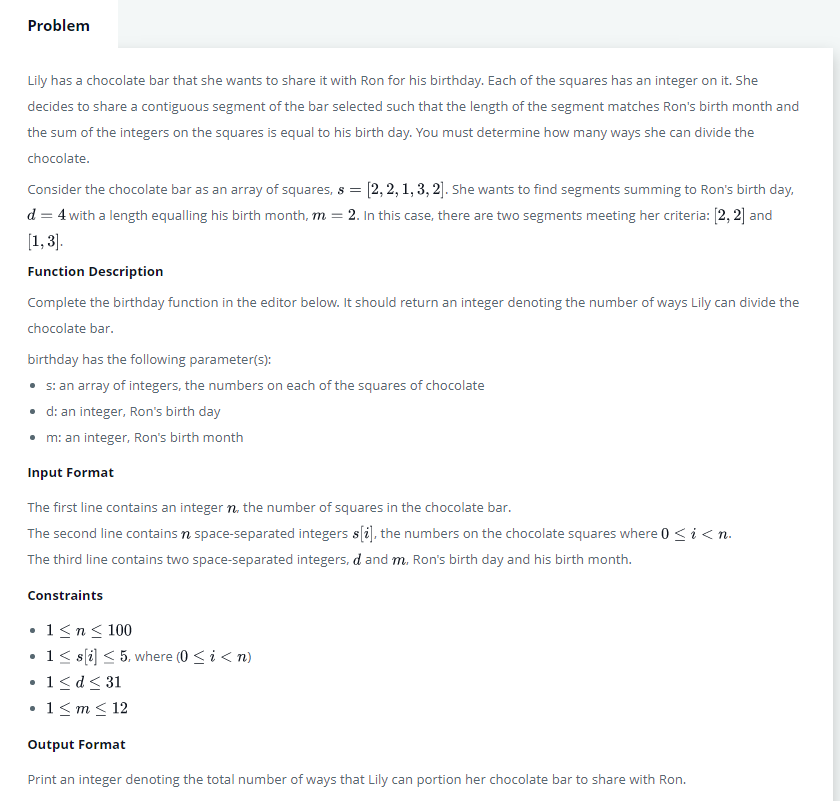 Problem
Lily has a chocolate bar that she wants to share it with Ron for his birthday. Each of the squares has an integer on it. She
decides to share a contiguous segment of the bar selected such that the length of the segment matches Ron's birth month and
the sum of the integers on the squares is equal to his birth day. You must determine how many ways she can divide the
chocolate.
Consider the chocolate bar as an array of squares, s = [2, 2, 1, 3, 2]. She wants to find segments summing to Ron's birth day,
d = 4 with a length equalling his birth month, m = 2. In this case, there are two segments meeting her criteria: [2, 2] and
[1, 3].
Function Description
Complete the birthday function in the editor below. It should return an integer denoting the number of ways Lily can divide the
chocolate bar.
birthday has the following parameter(s):
• s: an array of integers, the numbers on each of the squares of chocolate
• d: an integer, Ron's birth day
• m: an integer, Ron's birth month
Input Format
The first line contains an integer n, the number of squares in the chocolate bar.
The second line contains n space-separated integers s[i], the numbers on the chocolate squares where 0 ≤ i < n.
The third line contains two space-separated integers, d and m, Ron's birth day and his birth month.
Constraints
• 1 ≤ n ≤ 100
• 1 ≤ s[i] ≤ 5, where (0 ≤ i < n)
• 1 ≤ d ≤ 31
• 1 ≤ m ≤ 12
Output Format
Print an integer denoting the total number of ways that Lily can portion her chocolate bar to share with Ron.